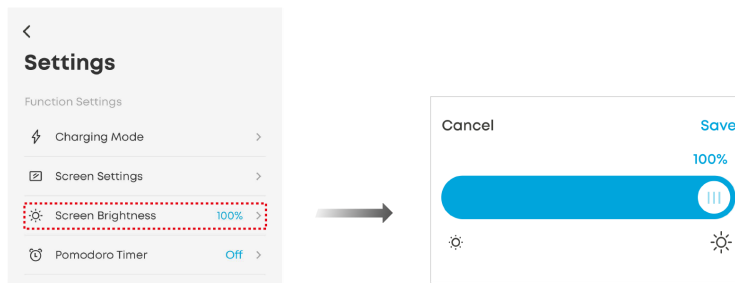 Settings
Function Settings
Charging Mode
Screen Settings
Screen Brightness 100%
Pomodoro Timer Off
Cancel Save
100%